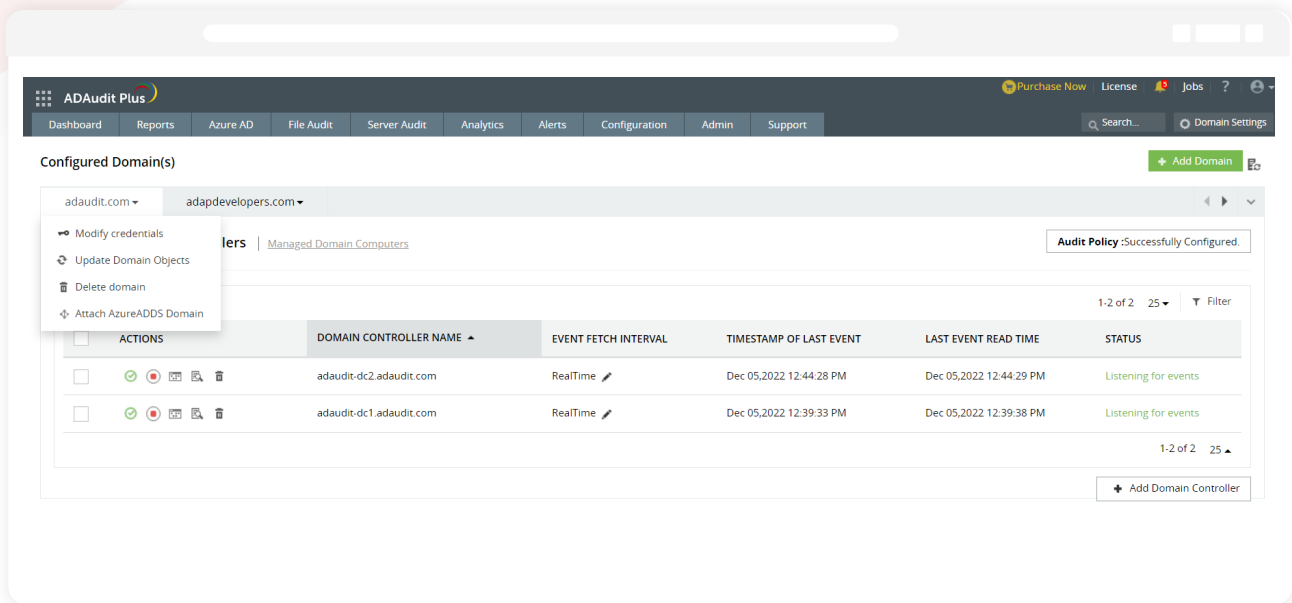 Purchase Now License 5 Jobs ?
ADAudit Plus
Dashboard Reports Azure AD File Audit Server Audit Analytics Alerts Configuration Admin Support Search... Domain Settings
Configured Domain(s) + Add Domain
adaudit.com adapdevelopers.com
Modify credentials
llers Managed Domain Computers Audit Policy :Successfully Configured.
Update Domain Objects
Delete domain
Attach AzureADDS Domain
1-2 of 2 25 Filter
ACTIONS DOMAIN CONTROLLER NAME EVENT FETCH INTERVAL TIMESTAMP OF LAST EVENT LAST EVENT READ TIME STATUS
adaudit-dc2.adaudit.com RealTime Dec 05,2022 12:44:28 PM Dec 05,2022 12:44:29 PM Listening for events
adaudit-dc1.adaudit.com RealTime Dec 05,2022 12:39:33 PM Dec 05,2022 12:39:38 PM Listening for events
1-2 of 2 25
+ Add Domain Controller